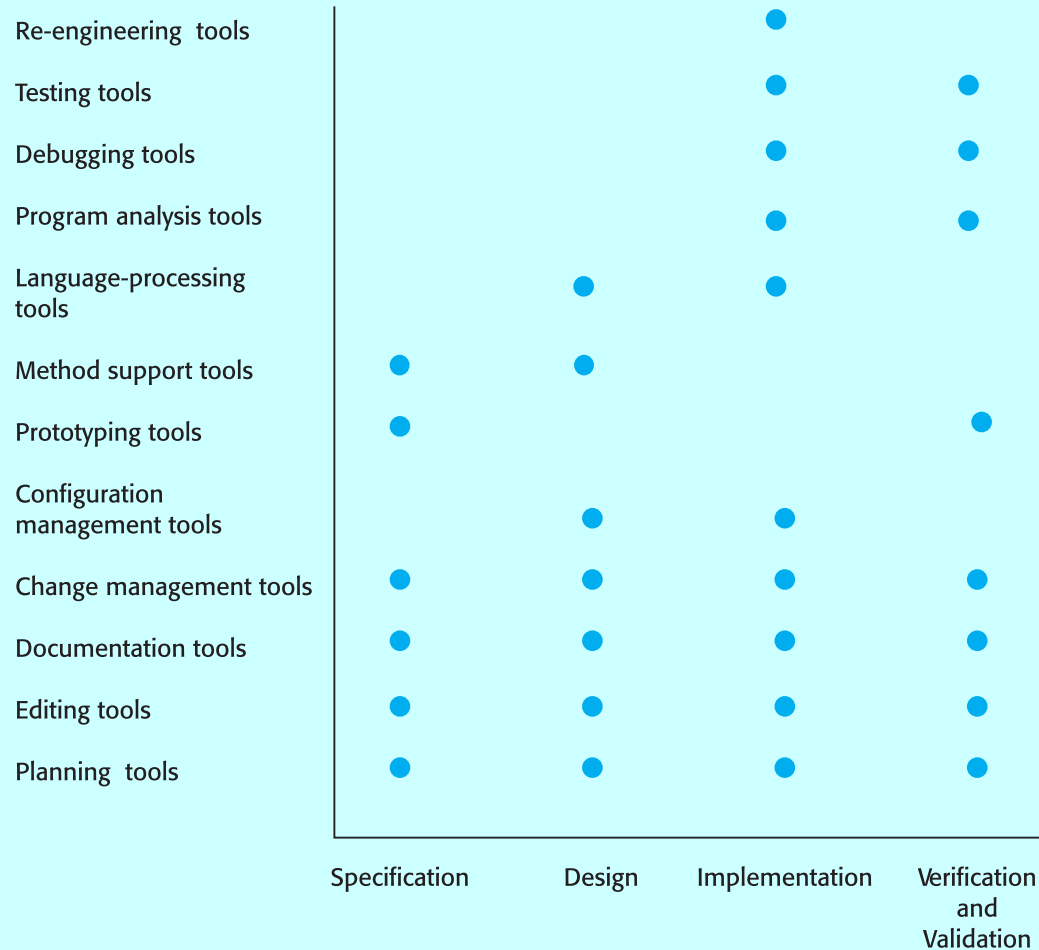 Re-engineering tools
Testing tools
Debugging tools
Program analysis tools
Language-processing
tools
Method support tools
Prototyping tools
Configuration
management tools
Change management tools
Documentation tools
Editing tools
Planning tools
Specification
Design
Implementation
Verification
and
Validation